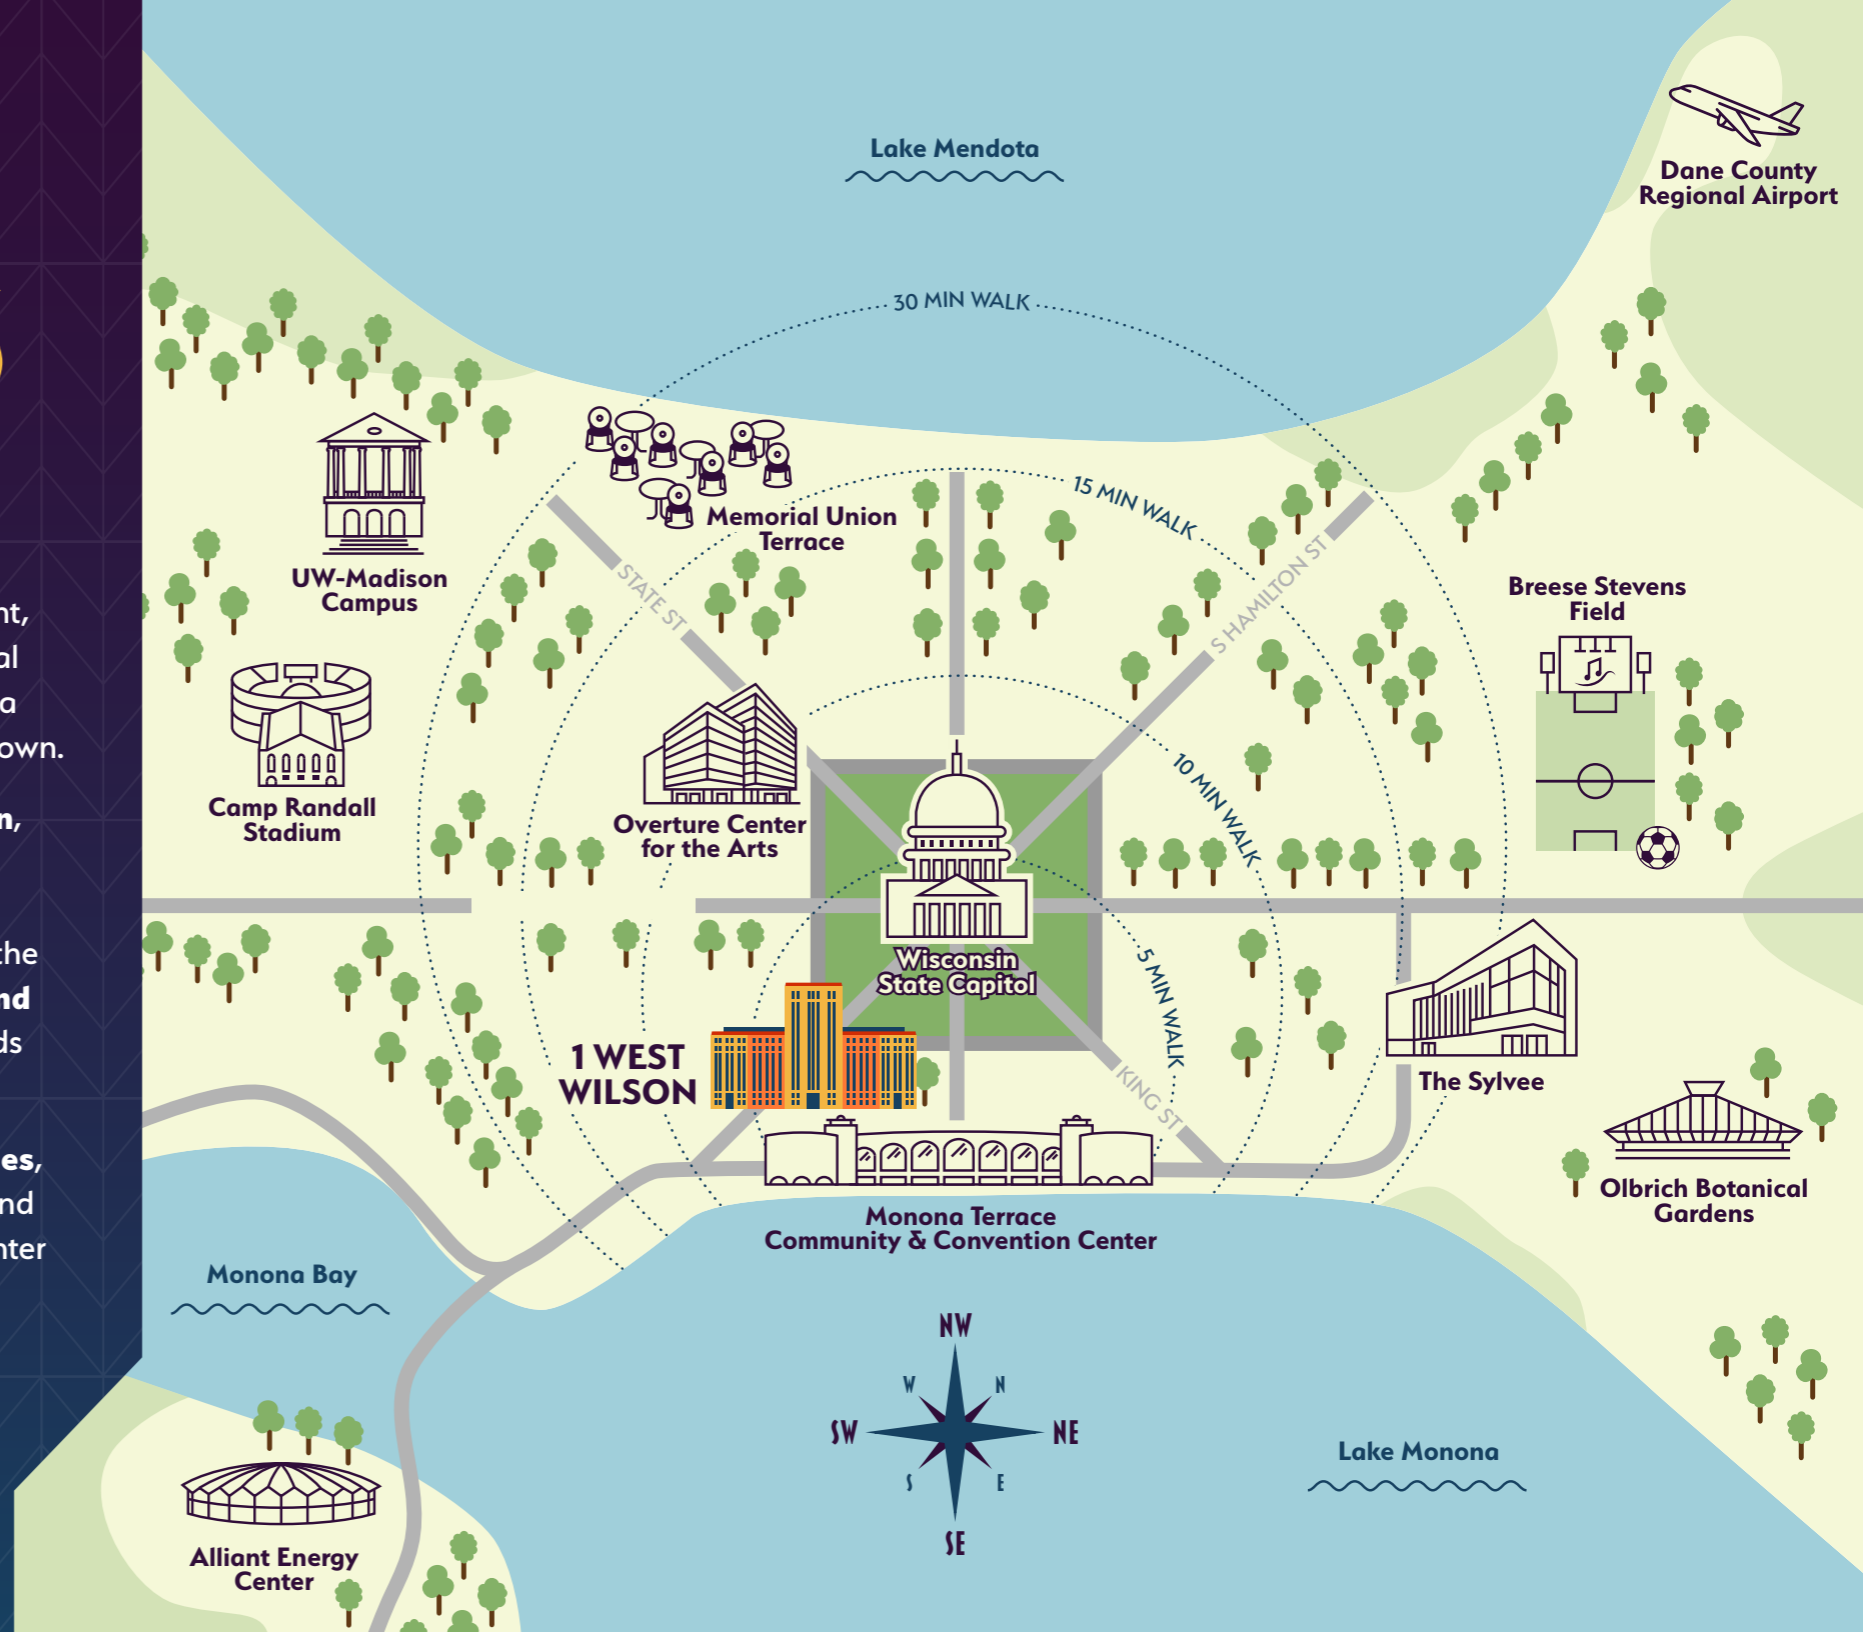 Lake Mendota
Dane County
Regional Airport
30 MIN WALK
15 MIN WALK
Memorial Union
Terrace
STATE ST
S HAMILTON ST
UW-Madison
Campus
Breese Stevens
Field
Camp Randall
Stadium
Overture Center
for the Arts
10 MIN WALK
Wisconsin
State Capitol
5 MIN WALK
1 WEST
WILSON
KING ST
The Sylvee
Olbrich Botanical
Gardens
Monona Terrace
Community & Convention Center
Monona Bay
NW
W
N
SW
NE
S
E
SE
Lake Monona
Alliant Energy
Center
the